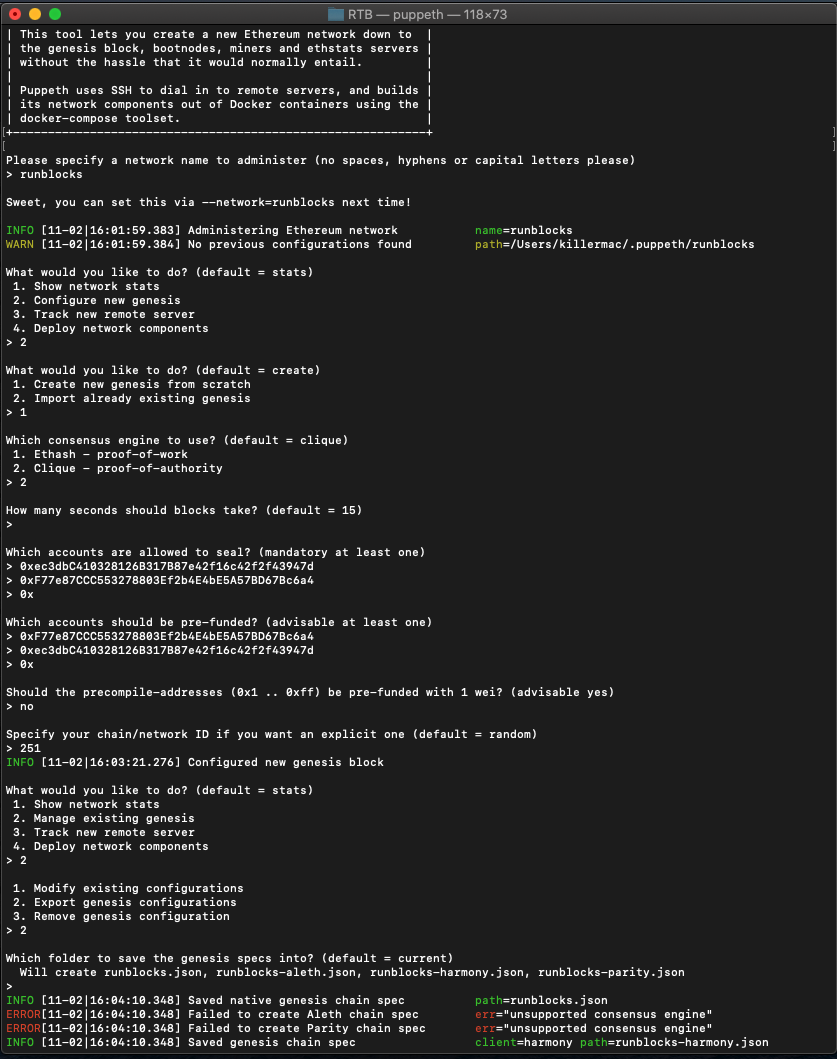 RTB — puppeth — 118×73
| This tool lets you create a new Ethereum network down to  |
| the genesis block, bootnodes, miners and ethstats servers |
| without the hassle that it would normally entail.         |
|                                                           |
| Puppeth uses SSH to dial in to remote servers, and builds |
| its network components out of Docker containers using the |
| docker-compose toolset.                                   |
[+-----------------------------------------------------------+ ]
[ ]
Please specify a network name to administer (no spaces, hyphens or capital letters please)
> runblocks
Sweet, you can set this via --network=runblocks next time!
INFO [11-02|16:01:59.383] Administering Ethereum network           name=runblocks
WARN [11-02|16:01:59.384] No previous configurations found         path=/Users/killermac/.puppeth/runblocks
What would you like to do? (default = stats)
 1. Show network stats
 2. Configure new genesis
 3. Track new remote server
 4. Deploy network components
> 2
What would you like to do? (default = create)
 1. Create new genesis from scratch
 2. Import already existing genesis
> 1
Which consensus engine to use? (default = clique)
 1. Ethash - proof-of-work
 2. Clique - proof-of-authority
> 2
How many seconds should blocks take? (default = 15)
>
Which accounts are allowed to seal? (mandatory at least one)
> 0xec3dbC410328126B317B87e42f16c42f2f43947d
> 0xF77e87CCC553278803Ef2b4E4bE5A57BD67Bc6a4
> 0x
Which accounts should be pre-funded? (advisable at least one)
> 0xF77e87CCC553278803Ef2b4E4bE5A57BD67Bc6a4
> 0xec3dbC410328126B317B87e42f16c42f2f43947d
> 0x
Should the precompile-addresses (0x1 .. 0xff) be pre-funded with 1 wei? (advisable yes)
> no
Specify your chain/network ID if you want an explicit one (default = random)
> 251
INFO [11-02|16:03:21.276] Configured new genesis block
What would you like to do? (default = stats)
 1. Show network stats
 2. Manage existing genesis
 3. Track new remote server
 4. Deploy network components
> 2
 1. Modify existing configurations
 2. Export genesis configurations
 3. Remove genesis configuration
> 2
Which folder to save the genesis specs into? (default = current)
  Will create runblocks.json, runblocks-aleth.json, runblocks-harmony.json, runblocks-parity.json
>
INFO [11-02|16:04:10.348] Saved native genesis chain spec          path=runblocks.json
ERROR[11-02|16:04:10.348] Failed to create Aleth chain spec        err="unsupported consensus engine"
ERROR[11-02|16:04:10.348] Failed to create Parity chain spec       err="unsupported consensus engine"
INFO [11-02|16:04:10.348] Saved genesis chain spec                 client=harmony path=runblocks-harmony.json